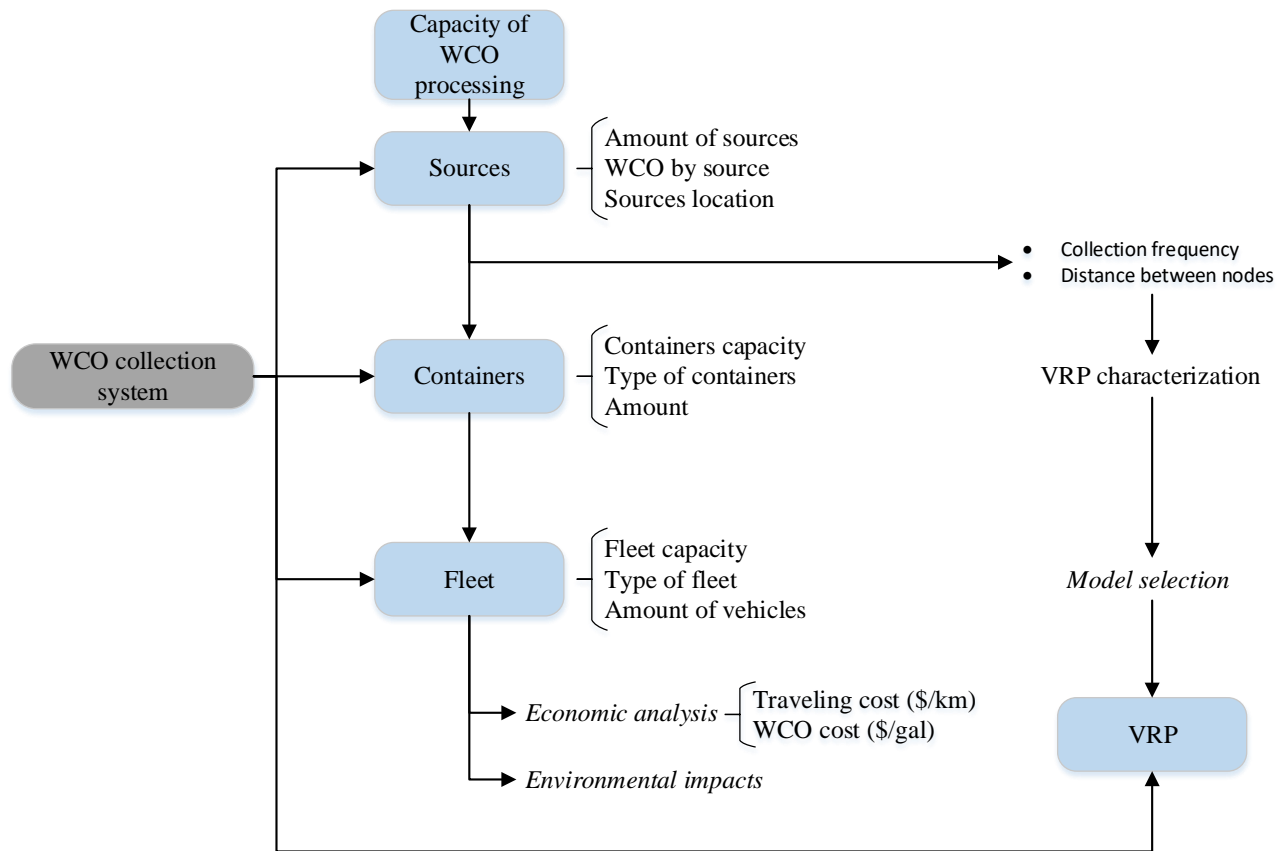 Capacity of
WCO
processing
Sources
Amount of sources
WCO by source
Sources location
• Collection frequency
• Distance between nodes
WCO collection
system
Containers
Containers capacity
Type of containers
Amount
VRP characterization
Fleet
Fleet capacity
Type of fleet
Amount of vehicles
Model selection
Economic analysis
Traveling cost ($/km)
WCO cost ($/gal)
VRP
Environmental impacts